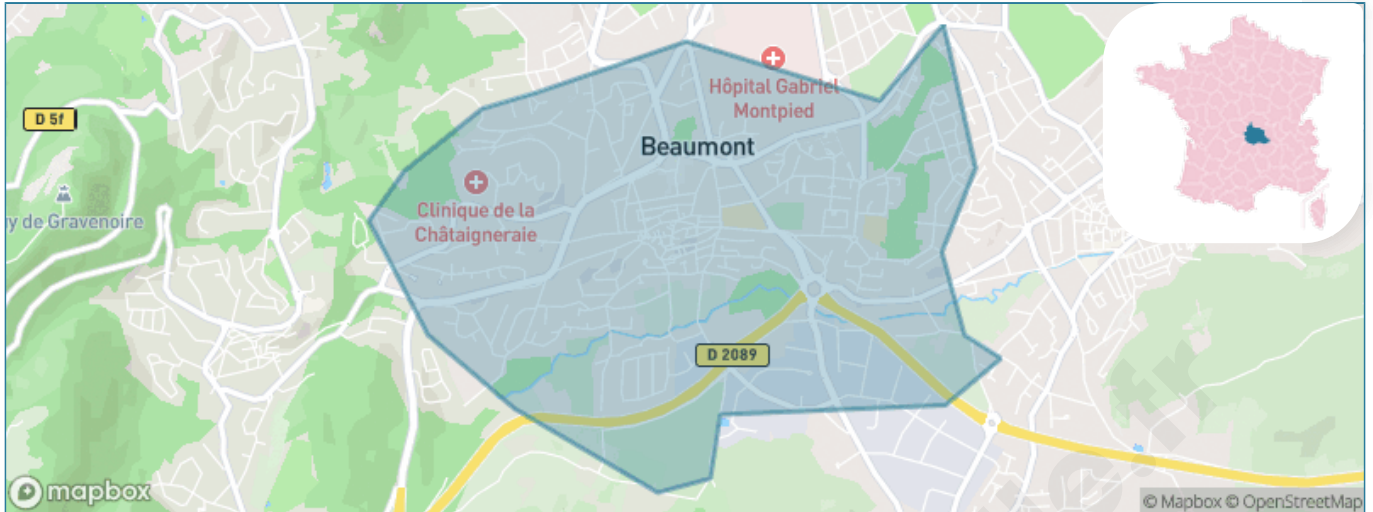 D 5f
Hôpital Gabriel
Montpied
Beaumont
Clinique de la
Châtaigneraie
y de Gravenoire
D 2089
mapbox
© Mapbox © OpenStreetMap